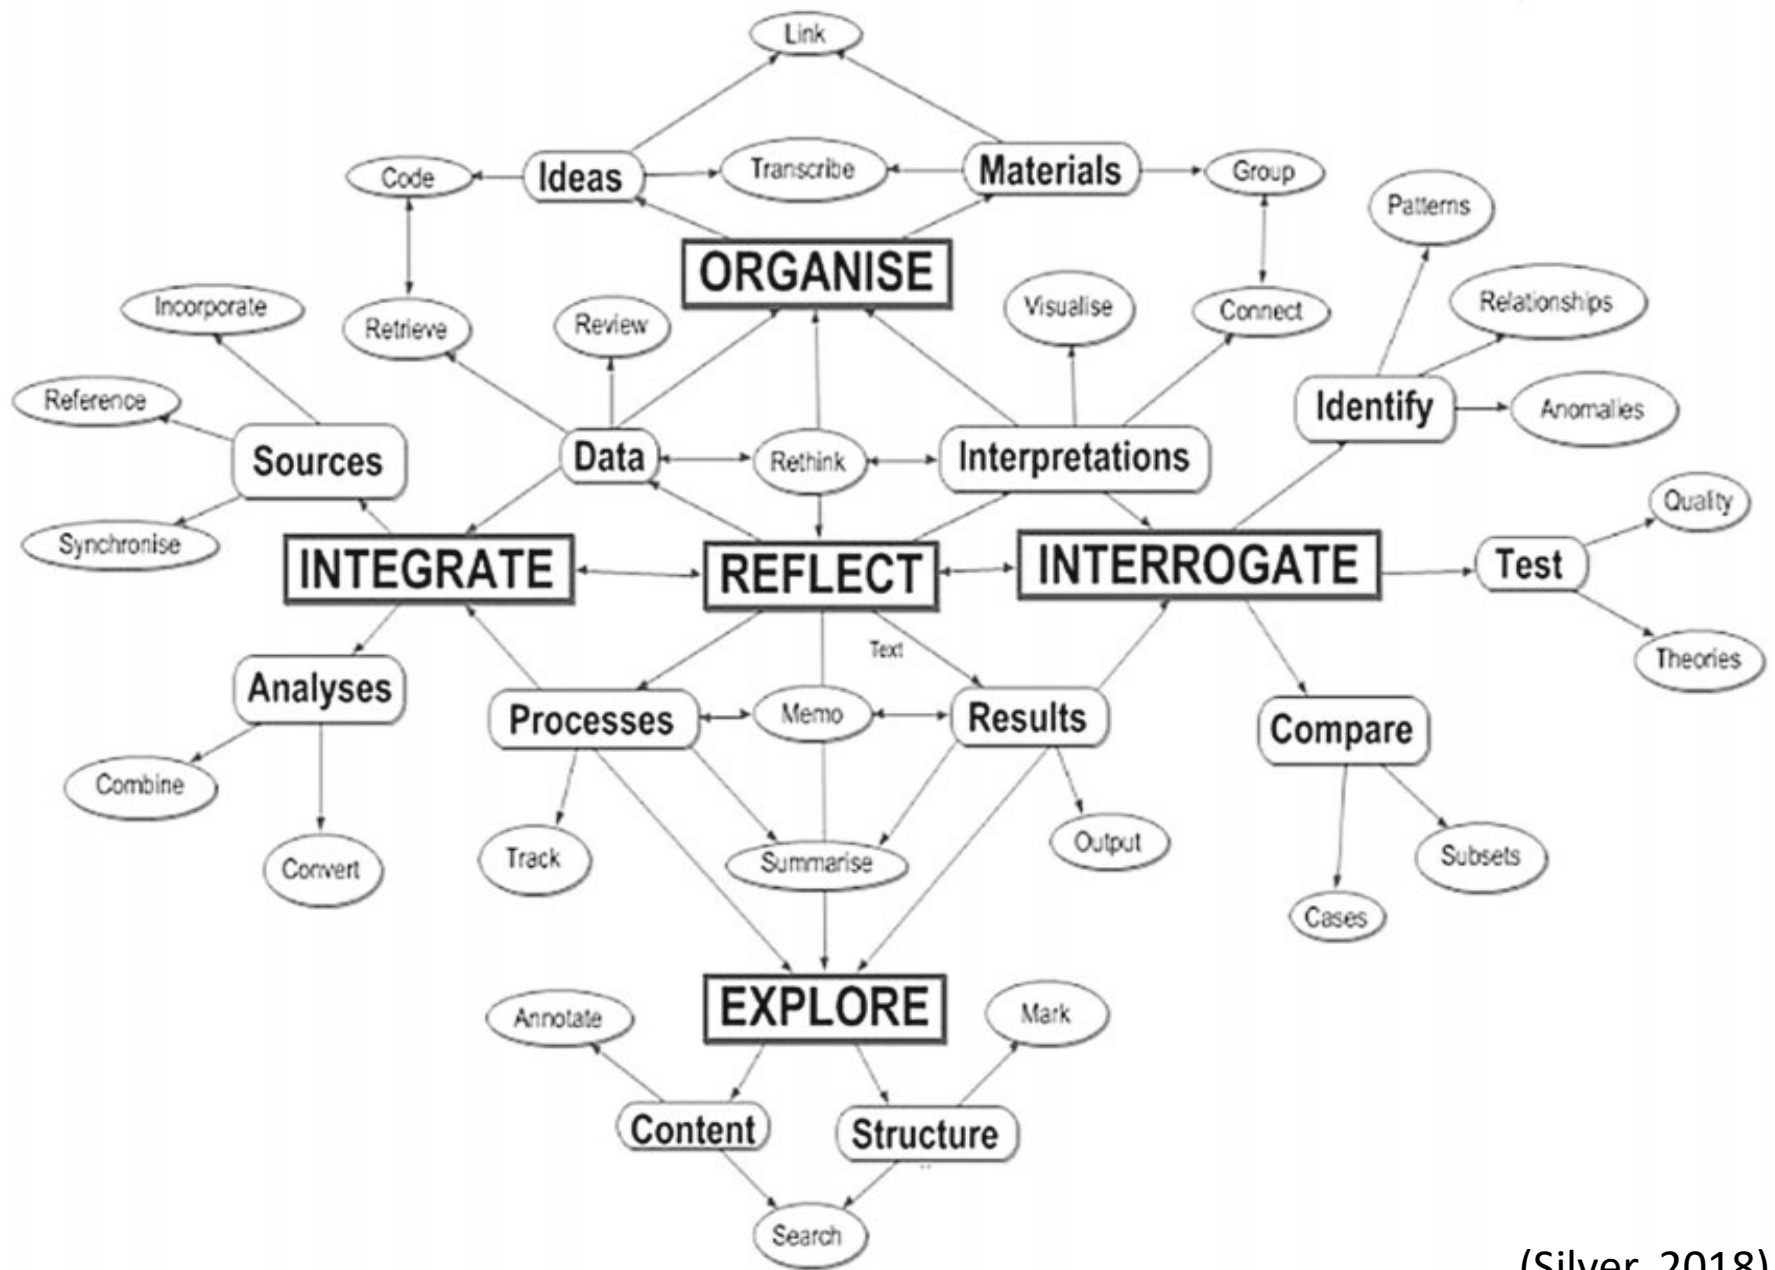 Link
Code
Ideas
Transcribe
Materials
Group
Patterns
ORGANISE
Incorporate
Retrieve
Review
Visualise
Connect
Relationships
Reference
Sources
Data
Rethink
Interpretations
Identify
Anomalies
Synchronise
INTEGRATE
REFLECT
INTERROGATE
Test
Quality
Text
Theories
Analyses
Processes
Memo
Results
Compare
Combine
Convert
Track
Summarise
Output
Subsets
Cases
Annotate
EXPLORE
Mark
Content
Structure
Search
(Silver, 2018)